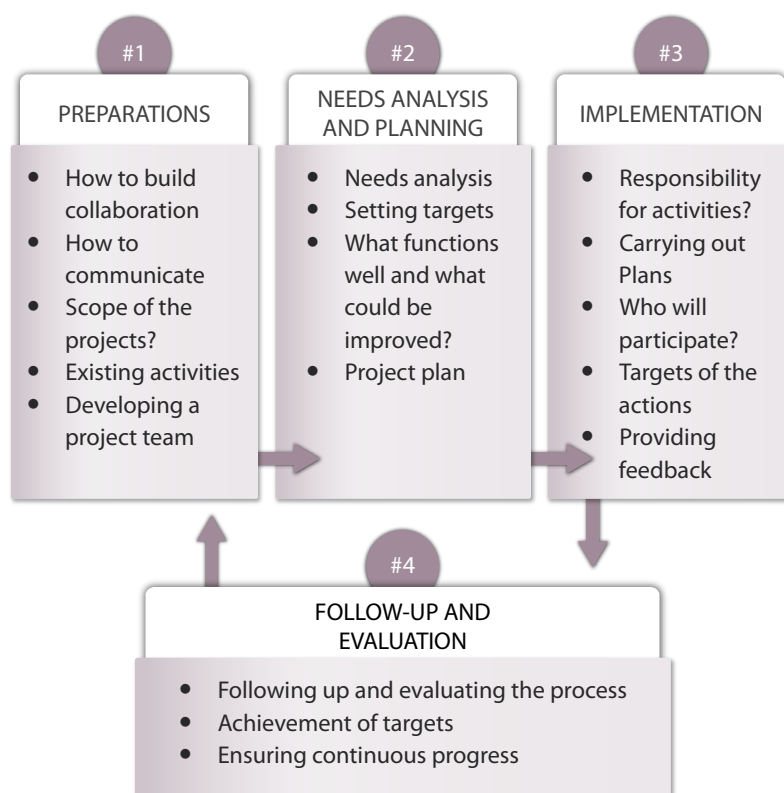 #1
PREPARATIONS
• How to build
collaboration
• How to
communicate
• Scope of the
projects?
• Existing activities
• Developing a
project team
#2
NEEDS ANALYSIS
AND PLANNING
• Needs analysis
• Setting targets
• What functions
well and what
could be
improved?
• Project plan
#3
IMPLEMENTATION
• Responsibility
for activities?
• Carrying out
Plans
• Who will
participate?
• Targets of the
actions
• Providing
feedback
#4
FOLLOW-UP AND
EVALUATION
• Following up and evaluating the process
• Achievement of targets
• Ensuring continuous progress